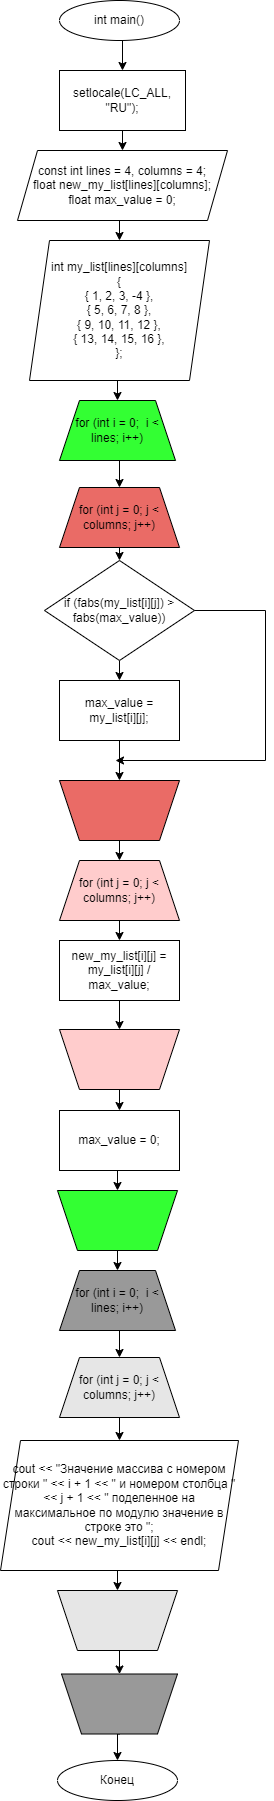 int main()
setlocale(LC_ALL,
"RU");
const int lines = 4, columns = 4;
float new_my_list[lines][columns];
float max_value = 0;
int my_list[lines][columns]
{
{ 1, 2, 3, -4 },
{ 5, 6, 7, 8 },
{ 9, 10, 11, 12 },
{ 13, 14, 15, 16 },
};
for (int i = 0;  i <
lines; i++)
for (int j = 0; j <
columns; j++)
if (fabs(my_list[i][j]) >
fabs(max_value))
max_value =
my_list[i][j];
for (int j = 0; j <
columns; j++)
new_my_list[i][j] =
my_list[i][j] /
max_value;
max_value = 0;
for (int i = 0;  i <
lines; i++)
for (int j = 0; j <
columns; j++)
cout << "Значение массива с номером
строки " << i + 1 << " и номером столбца "
<< j + 1 << " поделенное на
максимальное по модулю значение в
строке это ";
cout << new_my_list[i][j] << endl;
Конец